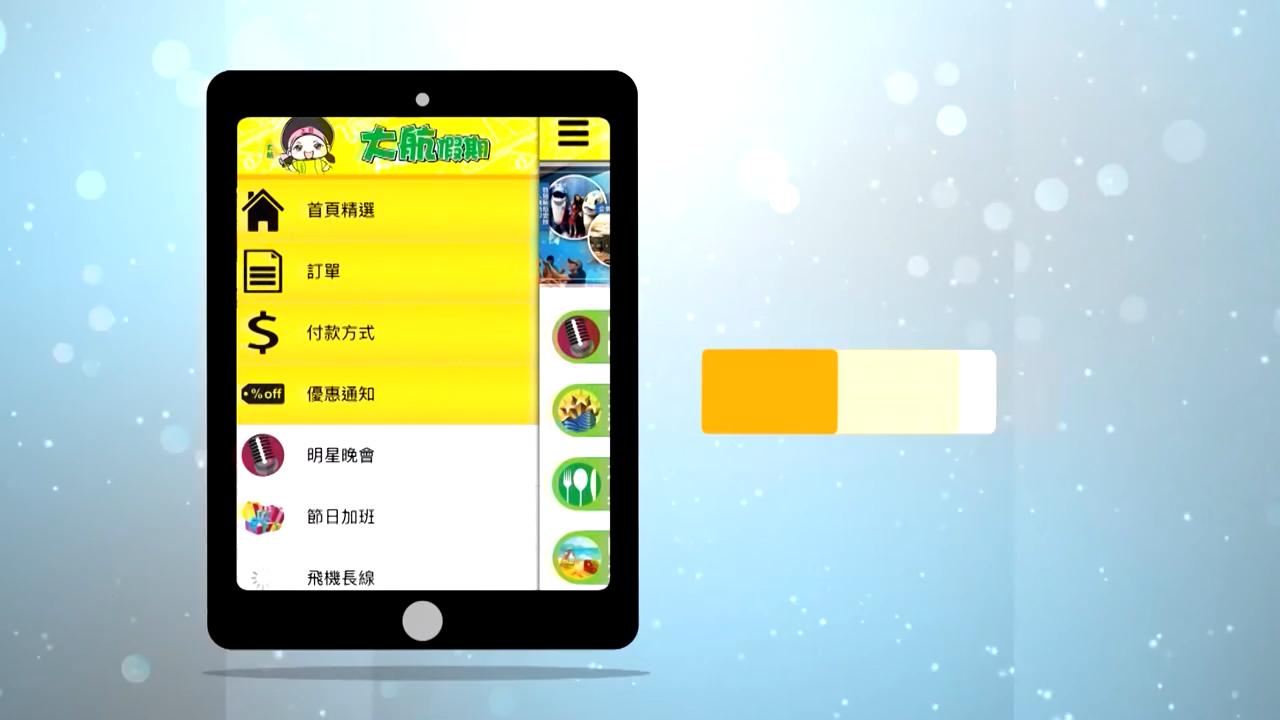 大航假期
首頁精選
訂單
付款方式
%off
優惠通知
明星晚會
節日加班
飛機長線